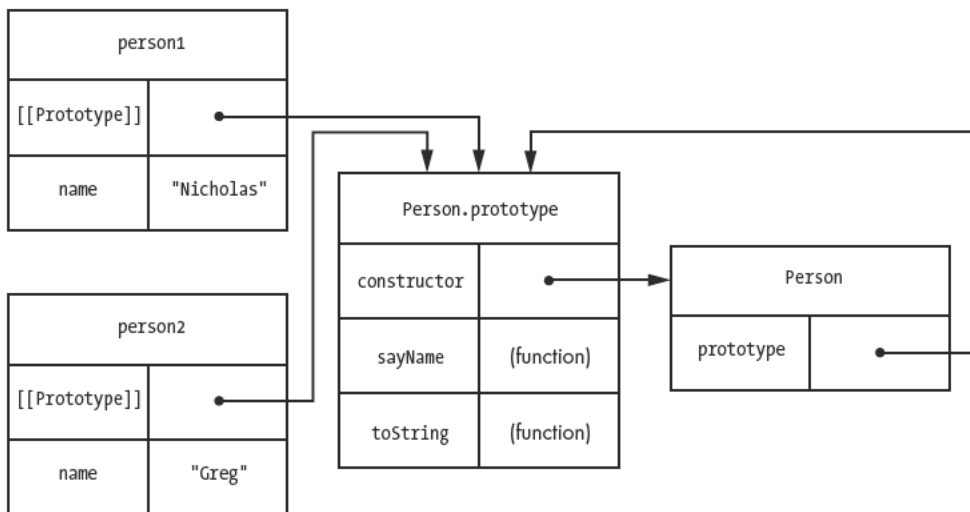 person1
[[Prototype]]
name "Nicholas"
person2
[[Prototype]]
name "Greg"
Person.prototype
constructor
sayName (function)
toString (function)
Person
prototype